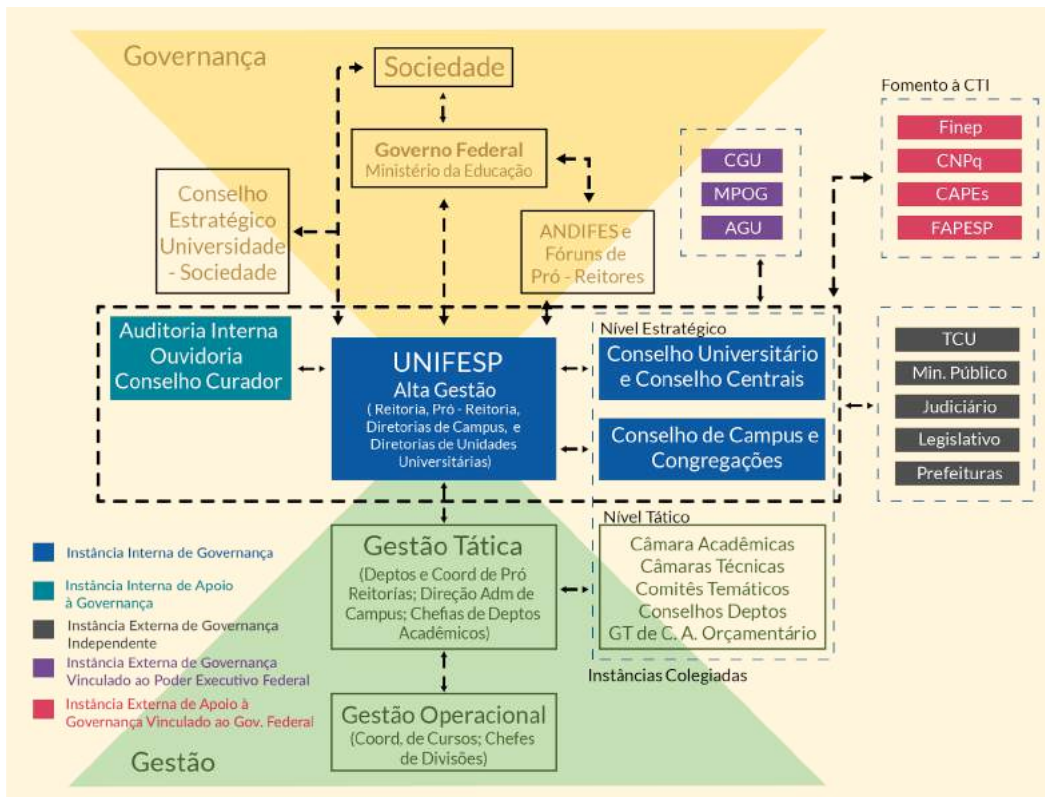 Governança
Sociedade
Governo Federal
Ministério da Educação
Conselho
Estratégico
Universidade
- Sociedade
ANDIFES e
Fóruns de
Pró - Reitores
CGU
MPOG
AGU
Fomento à CTI
Finep
CNPq
CAPEs
FAPESP
Auditoria Interna
Ouvidoria
Conselho Curador
UNIFESP
Alta Gestão
( Reitoria, Pró - Reitoria,
Diretorias de Campus, e
Diretorias de Unidades
Universitárias)
Nível Estratégico
Conselho Universitário
e Conselho Centrais
Conselho de Campus e
Congregações
TCU
Min. Público
Judiciário
Legislativo
Prefeituras
Gestão Tática
(Deptos e Coord de Pró
Reitorías; Direção Adm de
Campus; Chefias de Deptos
Acadêmicos)
Nível Tático
Câmara Acadêmicas
Câmaras Técnicas
Comitês Temáticos
Conselhos Deptos
GT de C. A. Orçamentário
Instâncias Colegiadas
Gestão Operacional
(Coord, de Cursos; Chefes
de Divisões)
Gestão
Instância Interna de Governança
Instância Interna de Apoio
à Governança
Instância Externa de Governança
Independente
Instância Externa de Governança
Vinculado ao Poder Executivo Federal
Instância Externa de Apoio à
Governança Vinculado ao Gov. Federal